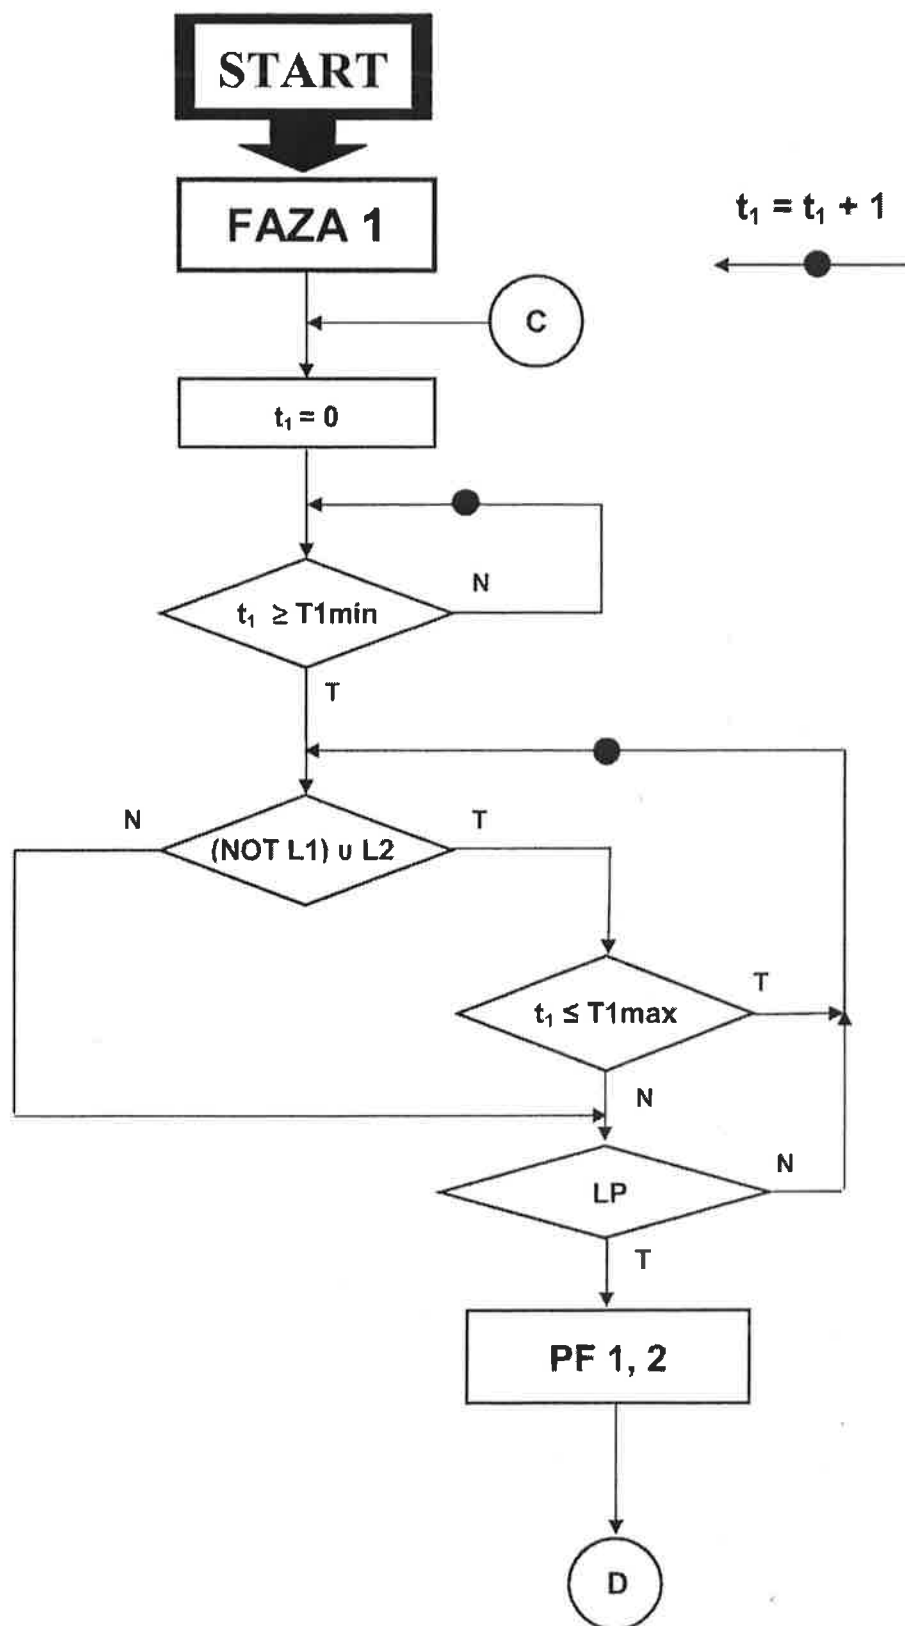 START
FAZA 1
t₁ = t₁ + 1
C
t₁ = 0
N
t₁ ≥ T1min
T
N
T
(NOT L1) ∪ L2
T
t₁ ≤ T1max
N
N
LP
T
PF 1, 2
D